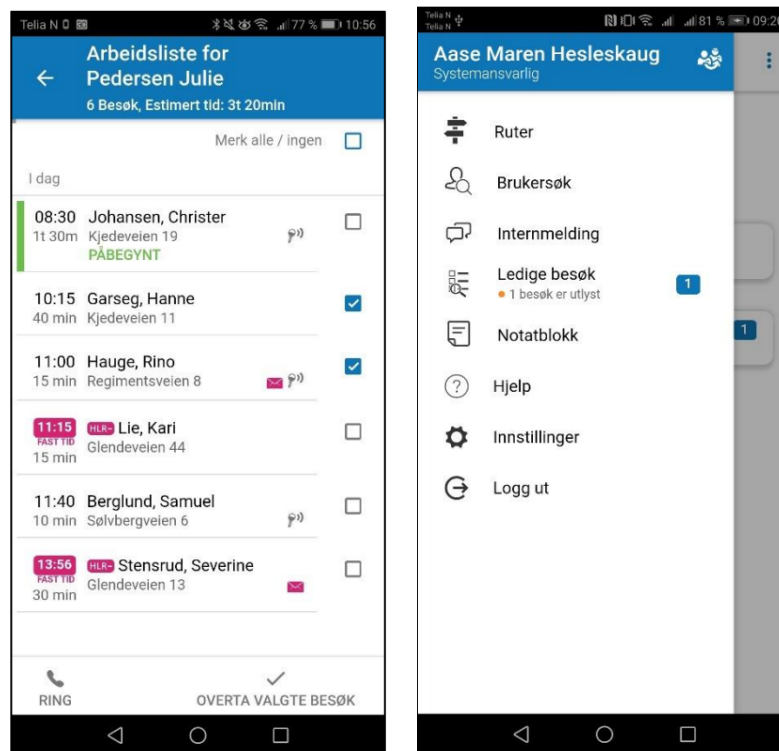 Telia N 77 % 10:56
Arbeidsliste for
Pedersen Julie
6 Besøk, Estimert tid: 3t 20min
Merk alle / ingen
I dag
08:30 Johansen, Christer
1t 30m Kjedeveien 19
PÅBEGYNT
10:15 Garseg, Hanne
40 min Kjedeveien 11
11:00 Hauge, Rino
15 min Regimentsveien 8
11:15 HLR- Lie, Kari
FAST TID Glendeveien 44
15 min
11:40 Berglund, Samuel
10 min Sølvbergveien 6
13:56 HLR- Stensrud, Severine
FAST TID Glendeveien 13
30 min
RING OVERTA VALGTE BESØK
Telia N 81 % 09:20
Telia N
Aase Maren Hesleskaug
Systemansvarlig
Ruter
Brukersøk
Internmelding
Ledige besøk 1
1 besøk er utlyst
Notatblokk 1
Hjelp
Innstillinger
Logg ut